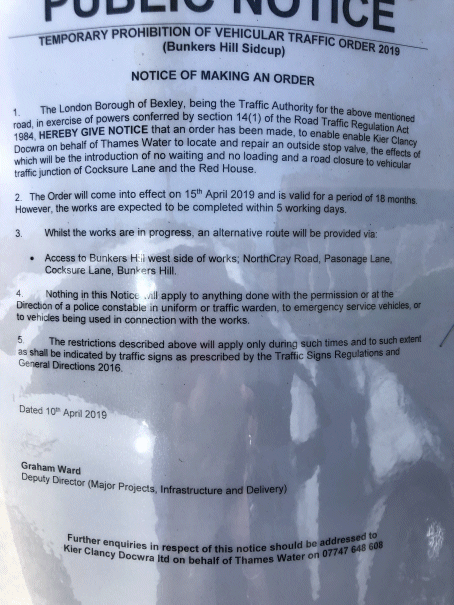 PUBLIC NOTICE
TEMPORARY PROHIBITION OF VEHICULAR TRAFFIC ORDER 2019
(Bunkers Hill Sidcup)
NOTICE OF MAKING AN ORDER
1. The London Borough of Bexley, being the Traffic Authority for the above mentioned
road, in exercise of powers conferred by section 14(1) of the Road Traffic Regulation Act
1984, HEREBY GIVE NOTICE that an order has been made, to enable enable Kier Clancy
Docwra on behalf of Thames Water to locate and repair an outside stop valve, the effects of
which will be the introduction of no waiting and no loading and a road closure to vehicular
traffic junction of Cocksure Lane and the Red House.
2. The Order will come into effect on 15th April 2019 and is valid for a period of 18 months.
However, the works are expected to be completed within 5 working days.
3. Whilst the works are in progress, an alternative route will be provided via:
• Access to Bunkers Hill west side of works; NorthCray Road, Pasonage Lane,
Cocksure Lane, Bunkers Hill.
4. Nothing in this Notice will apply to anything done with the permission or at the
Direction of a police constable in uniform or traffic warden, to emergency service vehicles, or
to vehicles being used in connection with the works.
5. The restrictions described above will apply only during such times and to such extent
as shall be indicated by traffic signs as prescribed by the Traffic Signs Regulations and
General Directions 2016.
Dated 10th April 2019
Graham Ward
Deputy Director (Major Projects, Infrastructure and Delivery)
Further enquiries in respect of this notice should be addressed to
Kier Clancy Docwra ltd on behalf of Thames Water on 07747 648 608